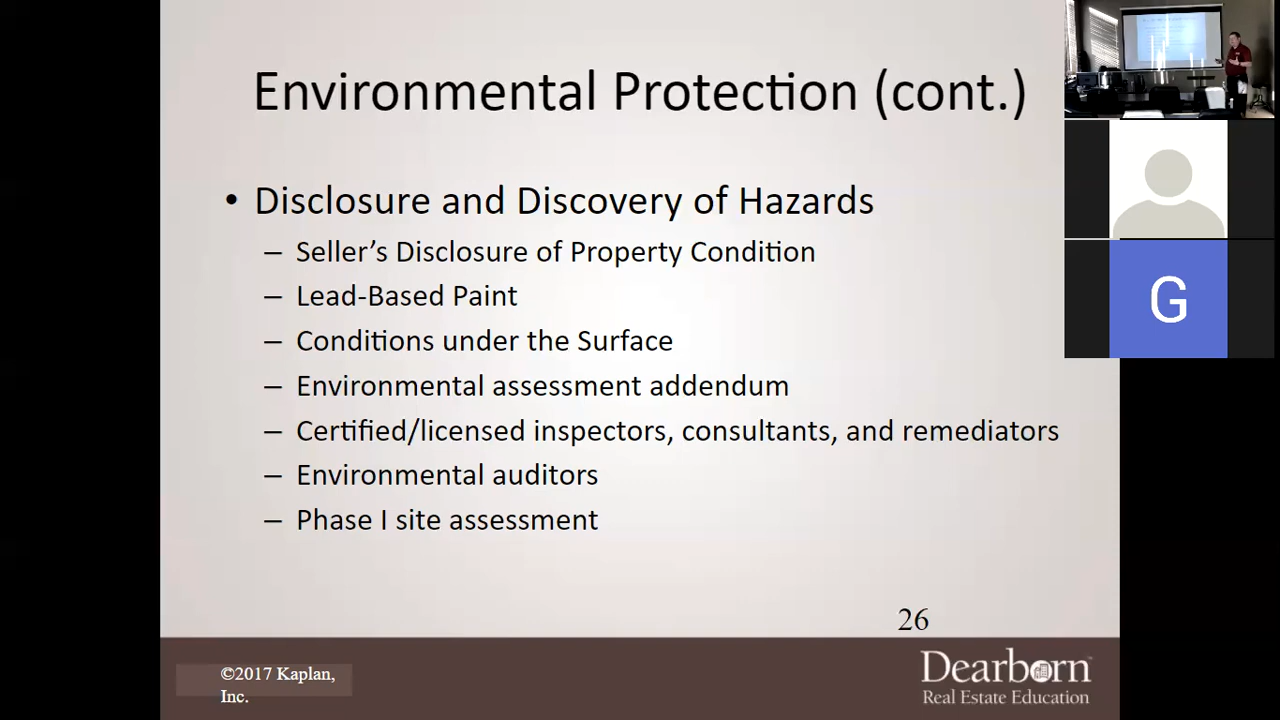 Environmental Protection (cont.)
• Disclosure and Discovery of Hazards
– Seller’s Disclosure of Property Condition
– Lead-Based Paint
– Conditions under the Surface
– Environmental assessment addendum
– Certified/licensed inspectors, consultants, and remediators
– Environmental auditors
– Phase I site assessment
26
©2017 Kaplan,
Inc.
Dearborn
Real Estate Education
G